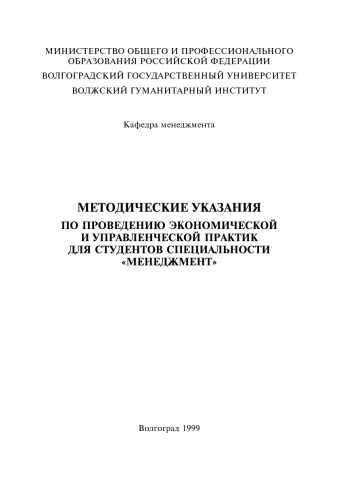 МИНИСТЕРСТВО ОБЩЕГО И ПРОФЕССИОНАЛЬНОГО
ОБРАЗОВАНИЯ РОССИЙСКОЙ ФЕДЕРАЦИИ
ВОЛГОГРАДСКИЙ ГОСУДАРСТВЕННЫЙ УНИВЕРСИТЕТ
ВОЛЖСКИЙ ГУМАНИТАРНЫЙ ИНСТИТУТ
Кафедра менеджмента
МЕТОДИЧЕСКИЕ УКАЗАНИЯ
ПО ПРОВЕДЕНИЮ ЭКОНОМИЧЕСКОЙ
И УПРАВЛЕНЧЕСКОЙ ПРАКТИК
ДЛЯ СТУДЕНТОВ СПЕЦИАЛЬНОСТИ
«МЕНЕДЖМЕНТ»
Волгоград 1999